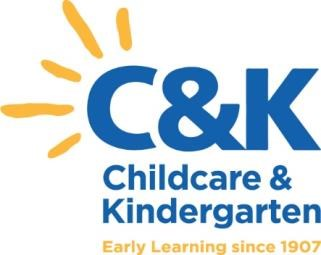 C&K
Childcare &
Kindergarten
Early Learning since 1907